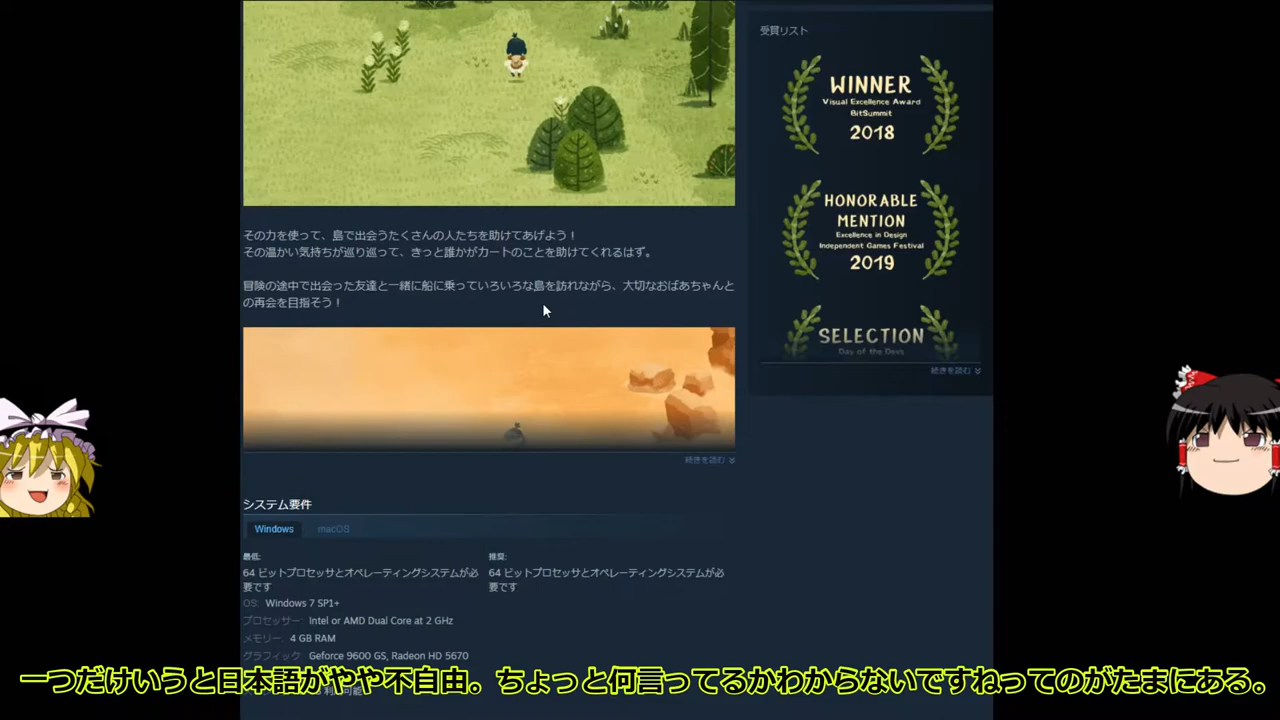 その力を使って、島で出会うたくさんの人たちを助けてあげよう！
その温かい気持ちが巡り巡って、きっと誰かがカートのことを助けてくれるはず。
冒険の途中で出会った友達と一緒に船に乗っていろいろな島を訪れながら、大切なおばあちゃんと
の再会を目指そう！
続きを読む
システム要件
Windows macOS
最低:
64 ビットプロセッサとオペレーティングシステムが必
要です
OS: Windows 7 SP1+
プロセッサー: Intel or AMD Dual Core at 2 GHz
メモリー: 4 GB RAM
グラフィック: Geforce 9600 GS, Radeon HD 5670
推奨:
64 ビットプロセッサとオペレーティングシステムが必
要です
受賞リスト
WINNER
Visual Excellence Award
BitSummit
2018
HONORABLE
MENTION
Excellence in Design
Independent Games Festival
2019
SELECTION
Day of the Devs
続きを読む
一つだけいうと日本語がやや不自由。ちょっと何言ってるかわからないですねってのがたまにある。